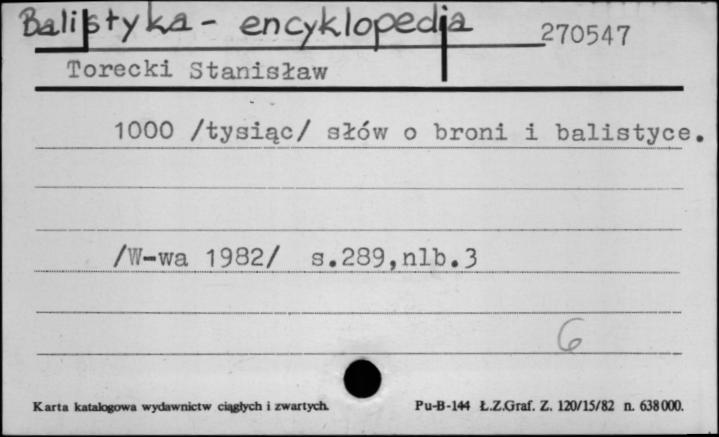 Balistyka - encyklopedia 270547
Torecki Stanisław
1000 /tysiąc/ słów o broni i balistyce.
/W-wa 1982/ s.289,nlb.3
6
Karta katalogowa wydawnictw ciągłych i zwartych. Pu-B-144 Ł.Z.Graf. Z. 120/15/82 n. 638000.